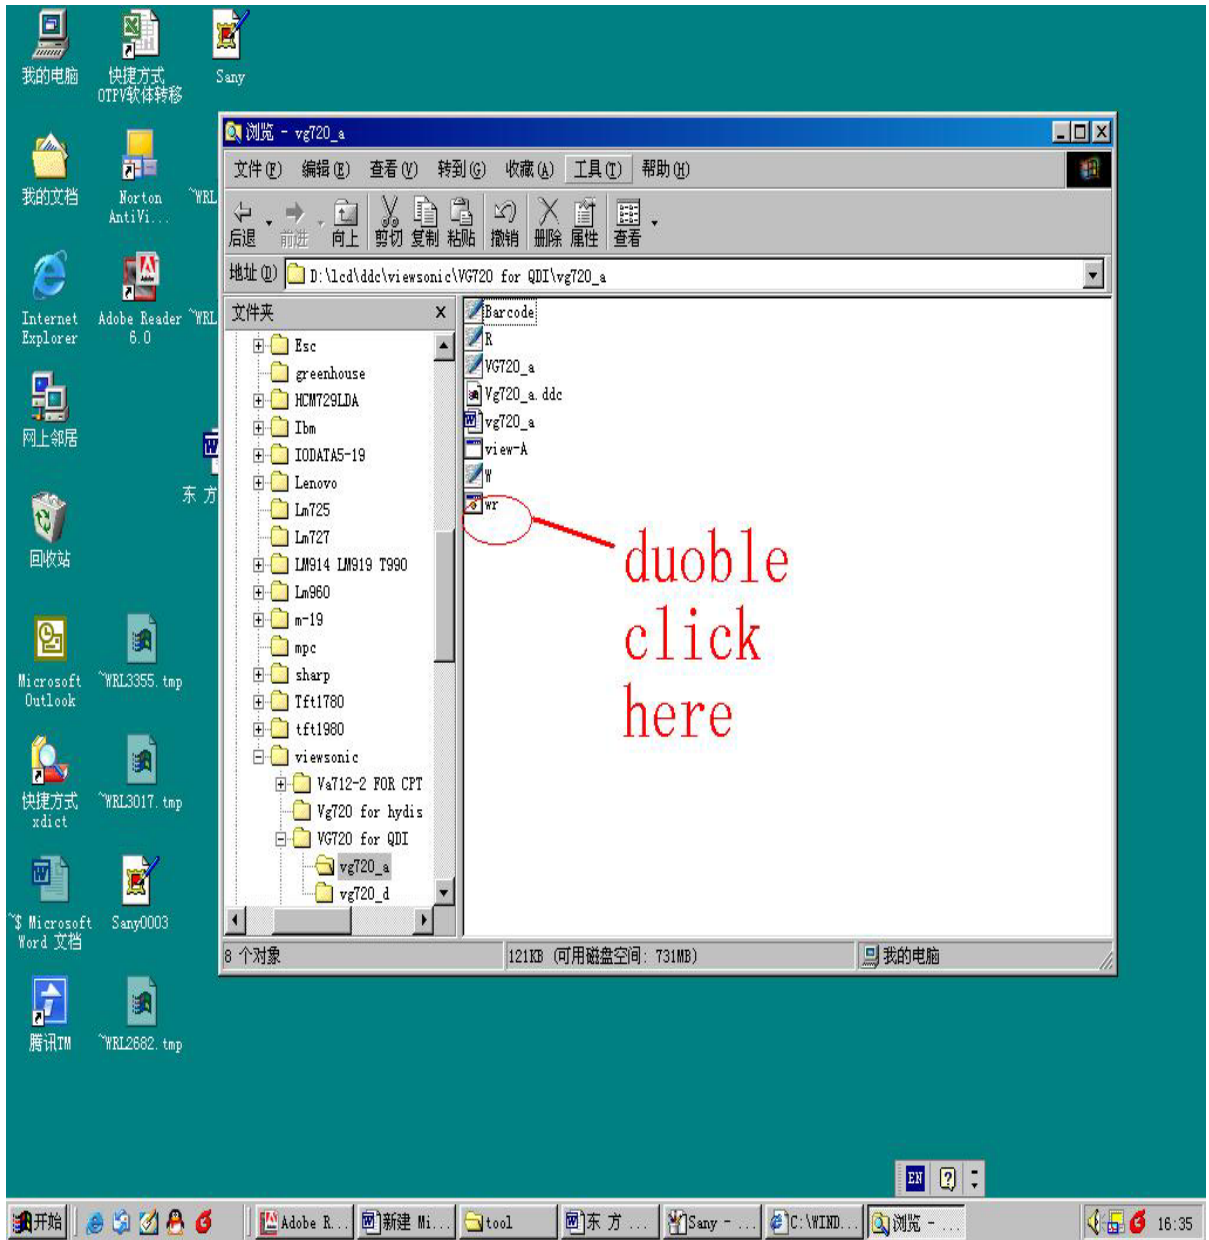 我的电脑
快捷方式
OTPV软体转移
Sany
我的文档
Norton
AntiVi...
~WRL
Internet
Explorer
Adobe Reader
6.0
~WRL
网上邻居
东 方
回收站
Microsoft
Outlook
~WRL3355.tmp
快捷方式
xdict
~WRL3017.tmp
~$ Microsoft
Word 文档
Sany0003
腾讯TM
~WRL2682.tmp
浏览 - vg720_a
文件(F) 编辑(E) 查看(V) 转到(G) 收藏(A) 工具(T) 帮助(H)
后退 前进 向上 剪切 复制 粘贴 撤销 删除 属性 查看
地址(D) D:\lcd\ddc\viewsonic\VG720 for QDI\vg720_a
文件夹
Esc
greenhouse
HCM729LDA
Ibm
IODATA5-19
Lenovo
Lm725
Lm727
LM914 LM919 T990
Lm960
m-19
mpc
sharp
Tft1780
tft1980
viewsonic
Va712-2 FOR CPT
Vg720 for hydis
VG720 for QDI
vg720_a
vg720_d
Barcode
R
VG720_a
Vg720_a.ddc
vg720_a
view-A
W
wr
duoble
click
here
8 个对象 121KB (可用磁盘空间: 731MB) 我的电脑
EN
开始 Adobe R... 新建 Mi... tool 东 方 ... Sany - ... C:\WIND... 浏览 - ... 16:35